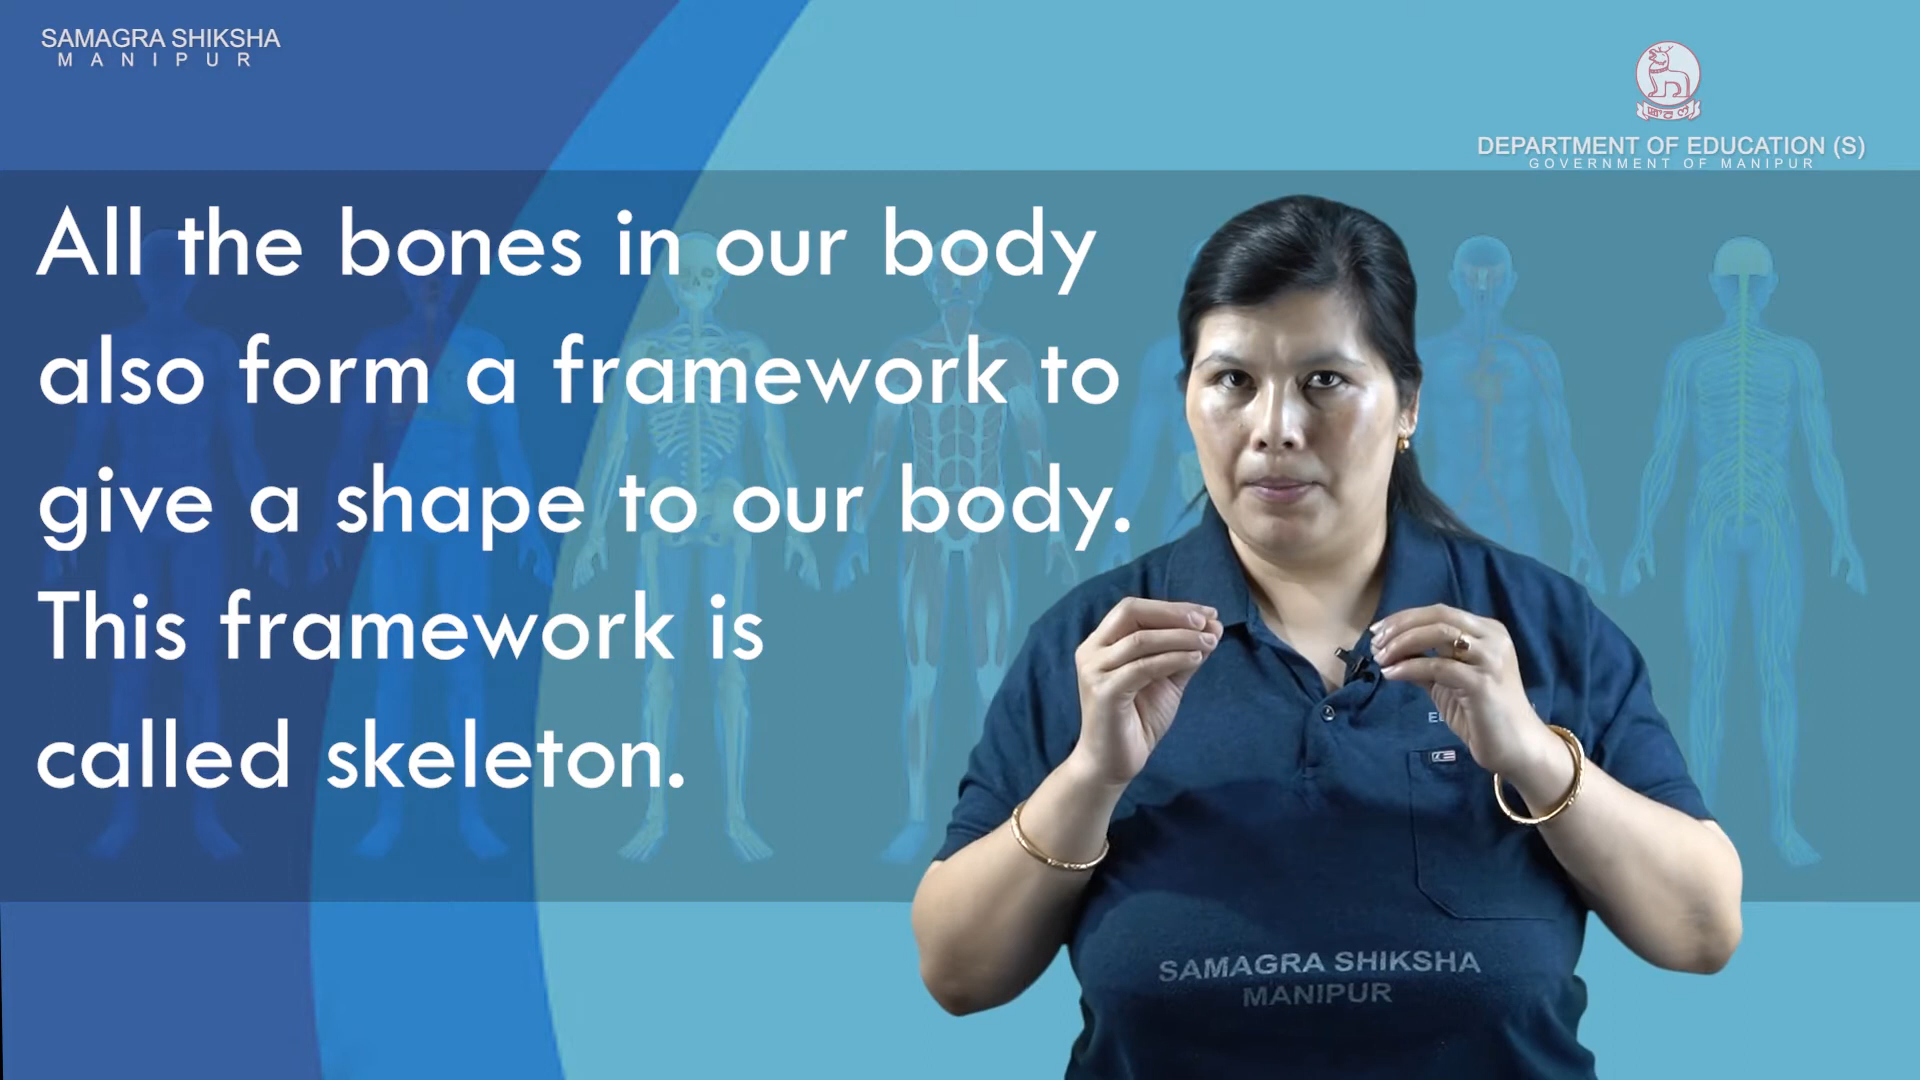 SAMAGRA SHIKSHA
MANIPUR
DEPARTMENT OF EDUCATION (S)
GOVERNMENT OF MANIPUR
All the bones in our body
also form a framework to
give a shape to our body.
This framework is
called skeleton.
SAMAGRA SHIKSHA
MANIPUR